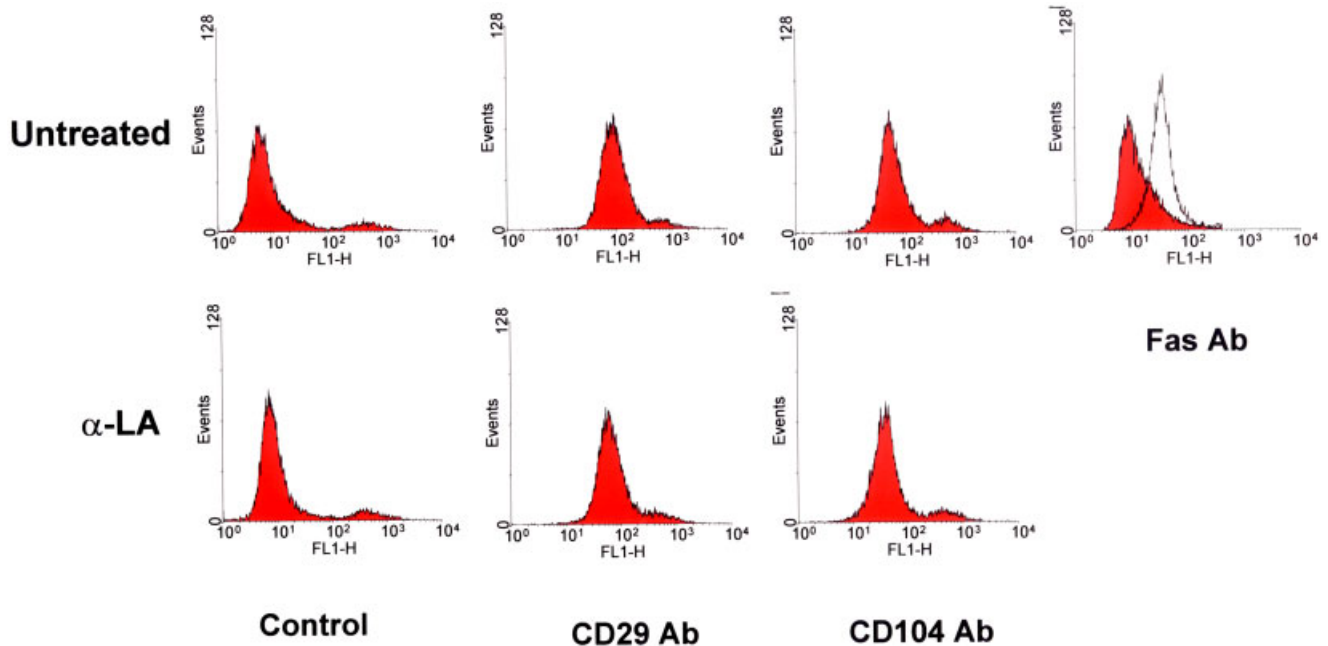 Untreated
128
Events
0
10⁰ 10¹ 10² 10³ 10⁴
FL1-H
128
Events
0
10⁰ 10¹ 10² 10³ 10⁴
FL1-H
128
Events
0
10⁰ 10¹ 10² 10³ 10⁴
FL1-H
128
Events
0
10⁰ 10¹ 10² 10³ 10⁴
FL1-H
Fas Ab
α-LA
128
Events
0
10⁰ 10¹ 10² 10³ 10⁴
FL1-H
128
Events
0
10⁰ 10¹ 10² 10³ 10⁴
FL1-H
128
Events
0
10⁰ 10¹ 10² 10³ 10⁴
FL1-H
Control
CD29 Ab
CD104 Ab